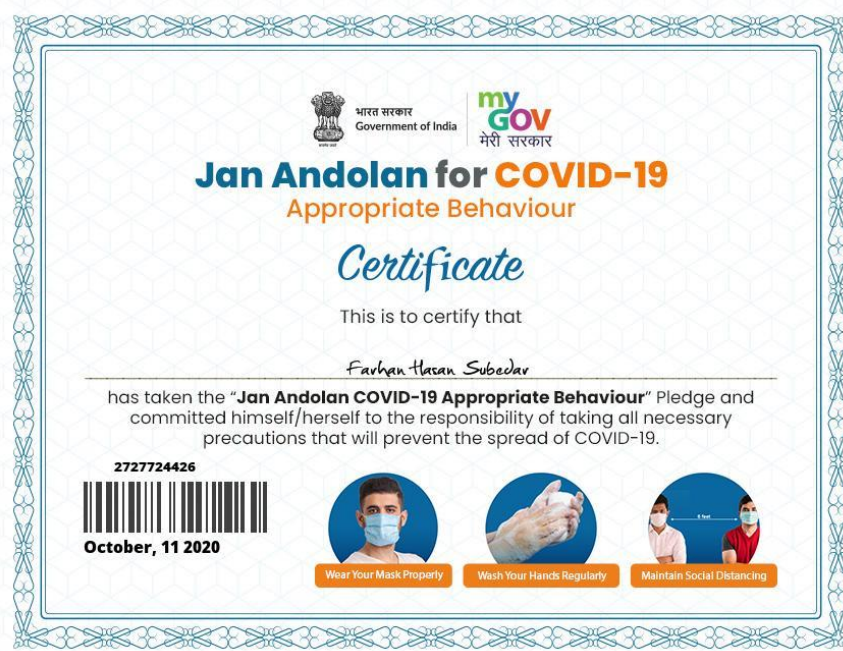 भारत सरकार
Government of India
my
GOV
मेरी सरकार
Jan Andolan for COVID-19
Appropriate Behaviour
Certificate
This is to certify that
Farhan Hasan Subedar
has taken the “Jan Andolan COVID-19 Appropriate Behaviour” Pledge and
committed himself/herself to the responsibility of taking all necessary
precautions that will prevent the spread of COVID-19.
2727724426
October, 11 2020
6 feet
Wear Your Mask Properly
Wash Your Hands Regularly
Maintain Social Distancing